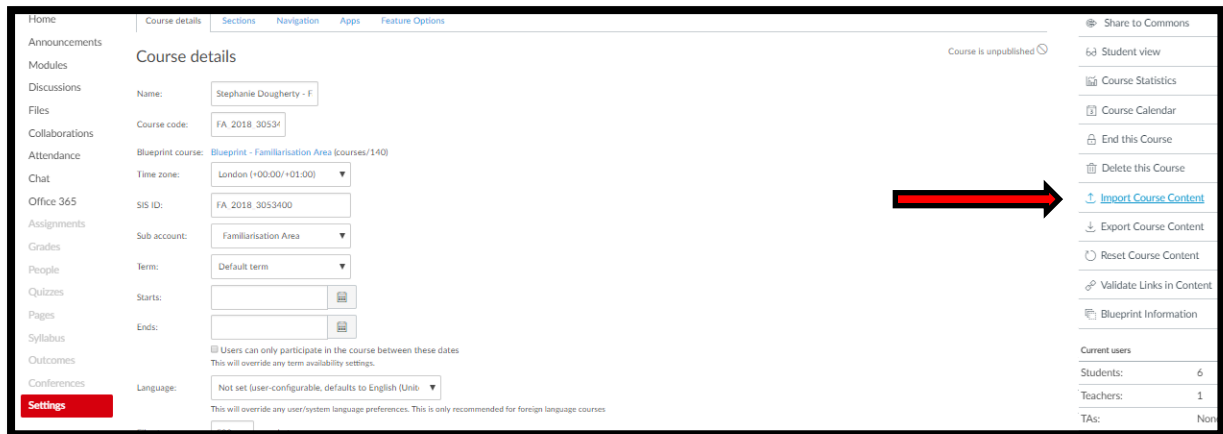 Home
Announcements
Modules
Discussions
Files
Collaborations
Attendance
Chat
Office 365
Assignments
Grades
People
Quizzes
Pages
Syllabus
Outcomes
Conferences
Settings
Course details Sections Navigation Apps Feature Options
Course details
Course is unpublished
Name: Stephanie Dougherty - F
Course code: FA_2018_30534
Blueprint course: Blueprint - Familiarisation Area (courses/140)
Time zone: London (+00:00/+01:00)
SIS ID: FA_2018_3053400
Sub account: Familiarisation Area
Term: Default term
Starts:
Ends:
Users can only participate in the course between these dates
This will override any term availability settings.
Language: Not set (user-configurable, defaults to English (Unit
This will override any user/system language preferences. This is only recommended for foreign language courses
Share to Commons
Student view
Course Statistics
Course Calendar
End this Course
Delete this Course
Import Course Content
Export Course Content
Reset Course Content
Validate Links in Content
Blueprint Information
Current users
Students: 6
Teachers: 1
TAs: None